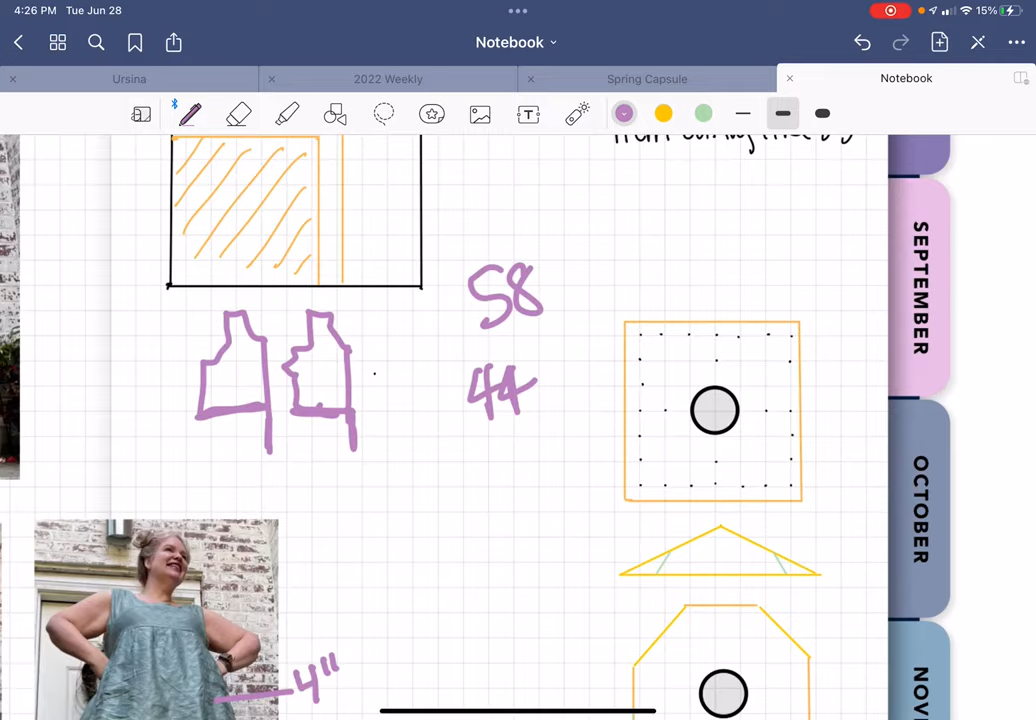 4:26 PM Tue Jun 28
15%
Notebook
Ursina
2022 Weekly
Spring Capsule
Notebook
T
SEPTEMBER
58
44
OCTOBER
4"
NOV